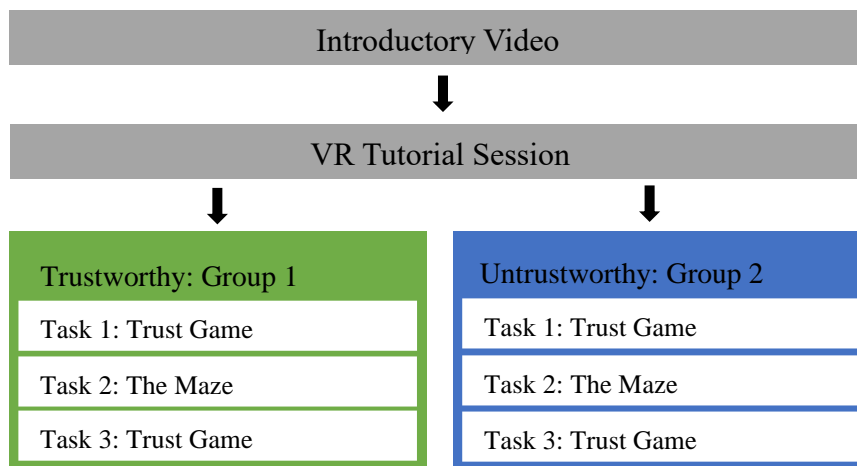 Introductory Video
VR Tutorial Session
Trustworthy: Group 1
Task 1: Trust Game
Task 2: The Maze
Task 3: Trust Game
Untrustworthy: Group 2
Task 1: Trust Game
Task 2: The Maze
Task 3: Trust Game